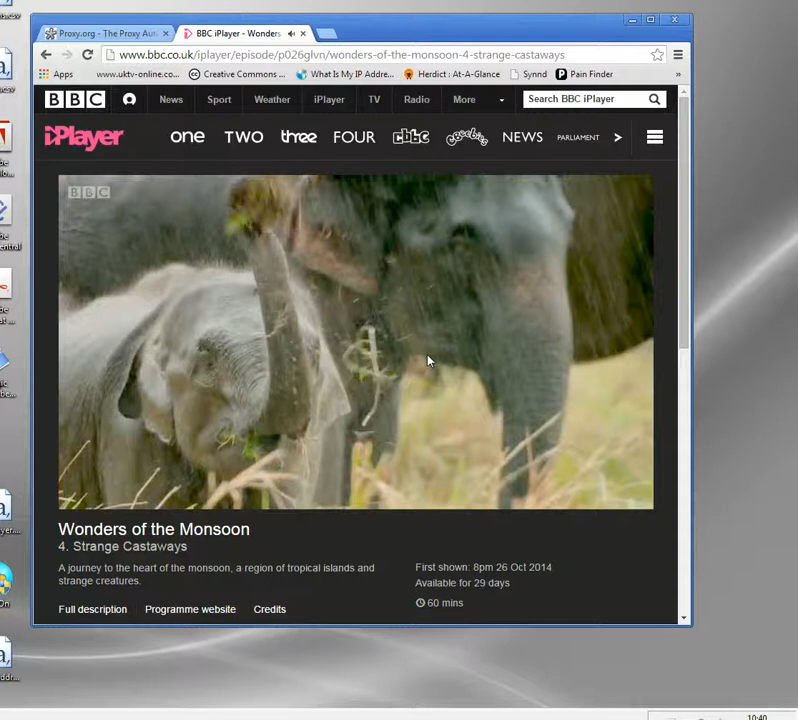 Proxy.org - The Proxy Aut × BBC iPlayer - Wonders ×
www.bbc.co.uk/iplayer/episode/p026glvn/wonders-of-the-monsoon-4-strange-castaways
Apps www.uktv-online.co... Creative Commons ... What Is My IP Addre... Herdict : At-A-Glance Synnd Pain Finder »
BBC News Sport Weather iPlayer TV Radio More Search BBC iPlayer
iPlayer one TWO three FOUR cbbc cbeebies NEWS PARLIAMENT >
BBC
Wonders of the Monsoon
4. Strange Castaways
A journey to the heart of the monsoon, a region of tropical islands and
strange creatures.
First shown: 8pm 26 Oct 2014
Available for 29 days
60 mins
Full description Programme website Credits
10:40